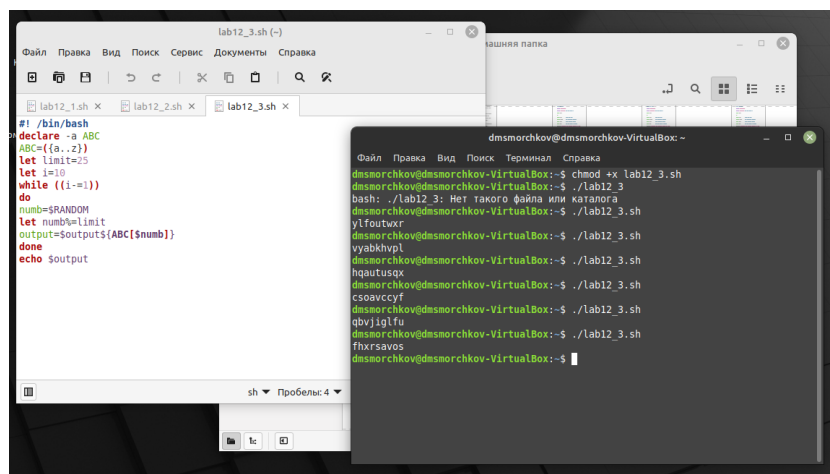 lab12_3.sh (~)
Файл Правка Вид Поиск Сервис Документы Справка
lab12_1.sh × lab12_2.sh × lab12_3.sh ×
#! /bin/bash
declare -a ABC
ABC=({a..z})
let limit=25
let i=10
while ((i-=1))
do
numb=$RANDOM
let numb%=limit
output=$output${ABC[$numb]}
done
echo $output
sh Пробелы: 4
машняя папка
dmsmorchkov@dmsmorchkov-VirtualBox: ~
Файл Правка Вид Поиск Терминал Справка
dmsmorchkov@dmsmorchkov-VirtualBox:~$ chmod +x lab12_3.sh
dmsmorchkov@dmsmorchkov-VirtualBox:~$ ./lab12_3
bash: ./lab12_3: Нет такого файла или каталога
dmsmorchkov@dmsmorchkov-VirtualBox:~$ ./lab12_3.sh
ylfoutwxr
dmsmorchkov@dmsmorchkov-VirtualBox:~$ ./lab12_3.sh
vyabkhvpl
dmsmorchkov@dmsmorchkov-VirtualBox:~$ ./lab12_3.sh
hqautusqx
dmsmorchkov@dmsmorchkov-VirtualBox:~$ ./lab12_3.sh
csoavccyf
dmsmorchkov@dmsmorchkov-VirtualBox:~$ ./lab12_3.sh
qbvjiglfu
dmsmorchkov@dmsmorchkov-VirtualBox:~$ ./lab12_3.sh
fhxrsavos
dmsmorchkov@dmsmorchkov-VirtualBox:~$